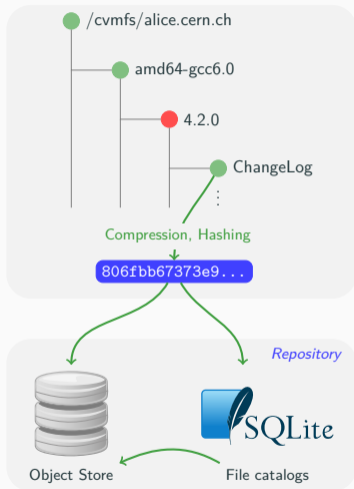 /cvmfs/alice.cern.ch
amd64-gcc6.0
4.2.0
ChangeLog
⋮
Compression, Hashing
806fbb67373e9...
Repository
SQLite
Object Store
File catalogs